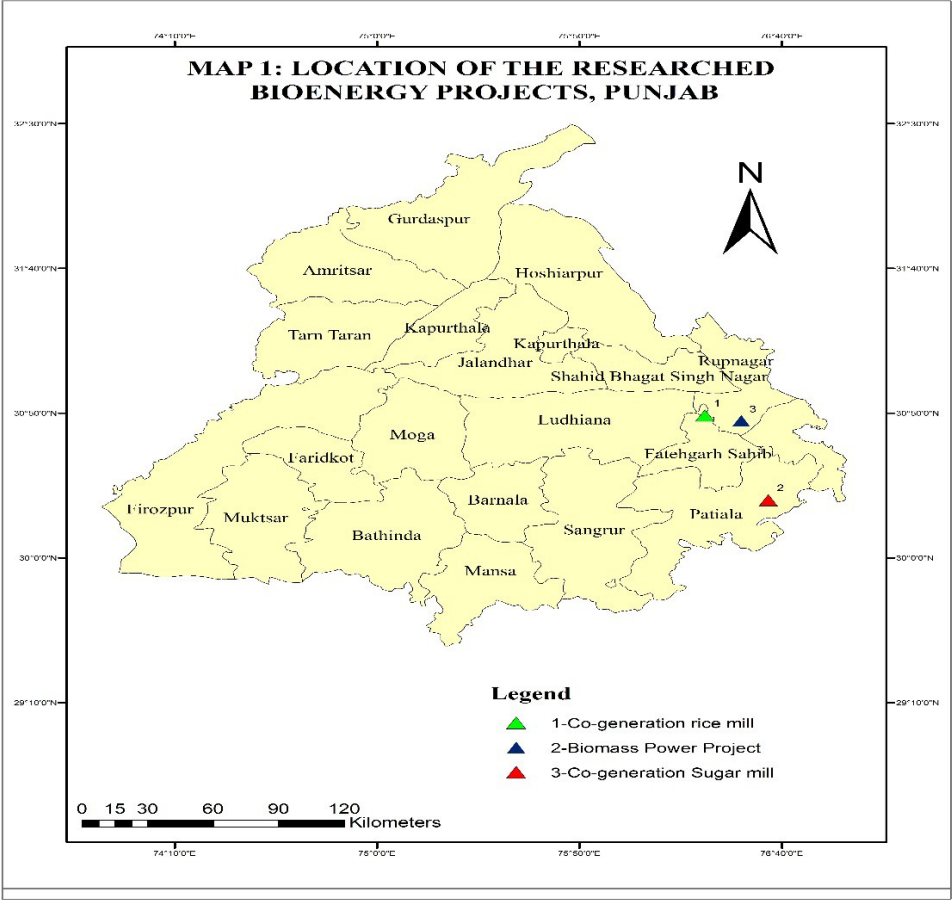 74°10'0"E 75°0'0"E 75°50'0"E 76°40'0"E
MAP 1: LOCATION OF THE RESEARCHED
BIOENERGY PROJECTS, PUNJAB
32°30'0"N 32°30'0"N
N
Gurdaspur
31°40'0"N Amritsar Hoshiarpur 31°40'0"N
Tarn Taran Kapurthala
Kapurthala
Jalandhar Rupnagar
Shahid Bhagat Singh Nagar
1 3
30°50'0"N Ludhiana 30°50'0"N
Moga
Faridkot Fatehgarh Sahib
2
Barnala
Firozpur Muktsar Patiala
Bathinda Sangrur
30°0'0"N 30°0'0"N
Mansa
Legend
29°10'0"N 29°10'0"N
1-Co-generation rice mill
2-Biomass Power Project
3-Co-generation Sugar mill
0 15 30 60 90 120
Kilometers
74°10'0"E 75°0'0"E 75°50'0"E 76°40'0"E